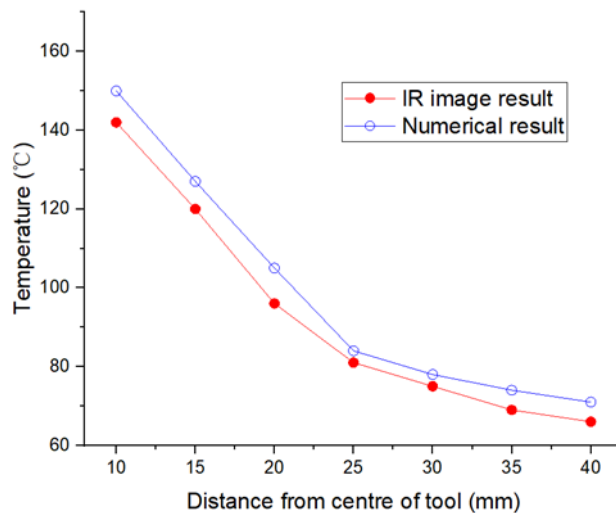 160
140
120
100
80
60
Temperature (℃)
IR image result
Numerical result
10 15 20 25 30 35 40
Distance from centre of tool (mm)